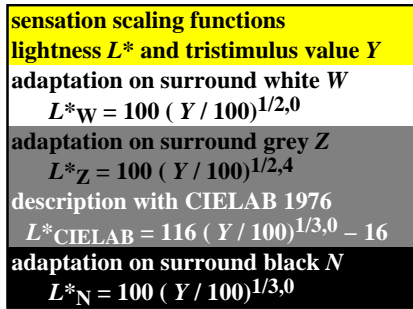 sensation scaling functions
lightness L* and tristimulus value Y
adaptation on surround white W
L*W = 100 ( Y / 100)1/2,0
adaptation on surround grey Z
L*Z = 100 ( Y / 100)1/2,4
description with CIELAB 1976
L*CIELAB = 116 ( Y / 100)1/3,0 – 16
adaptation on surround black N
L*N = 100 ( Y / 100)1/3,0